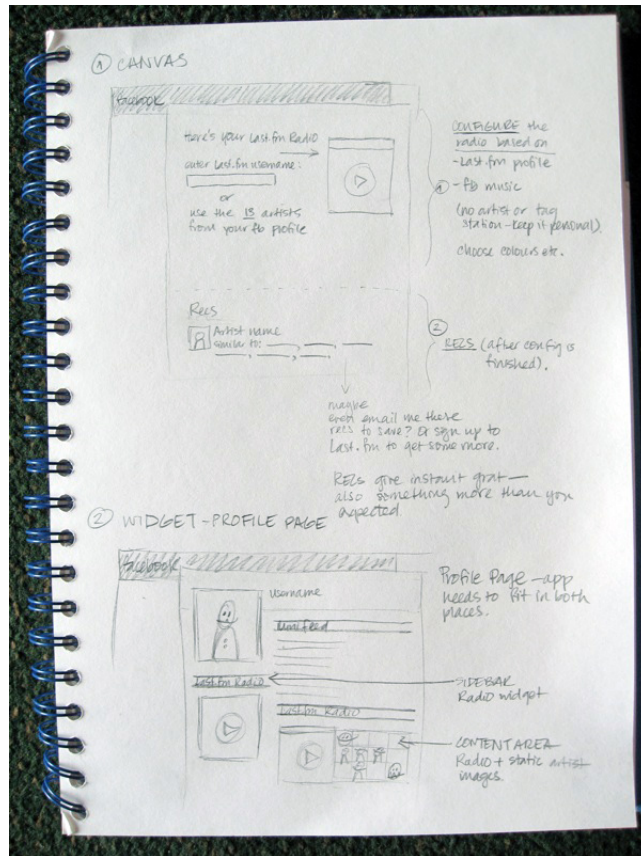 ① CANVAS
facebook
Here's your Last.fm Radio
enter Last.fm username:
or
use the 15 artists
from your fb profile
CONFIGURE the
radio based on
- Last.fm profile
① - fb music
(no artist or tag
station - keep it personal).
choose colours etc.
Recs
Artist name
similar to:
②
RECS (after config is
finished).
maybe
even email me these
recs to save? Or sign up to
Last.fm to get some more.
RECs give instant grat —
also something more than you
expected.
② WIDGET - PROFILE PAGE
facebook
username
minifeed
Last.fm Radio
Last.fm Radio
Profile Page - app
needs to fit in both
places.
SIDEBAR
Radio widget
CONTENT AREA
Radio + static artist
images.